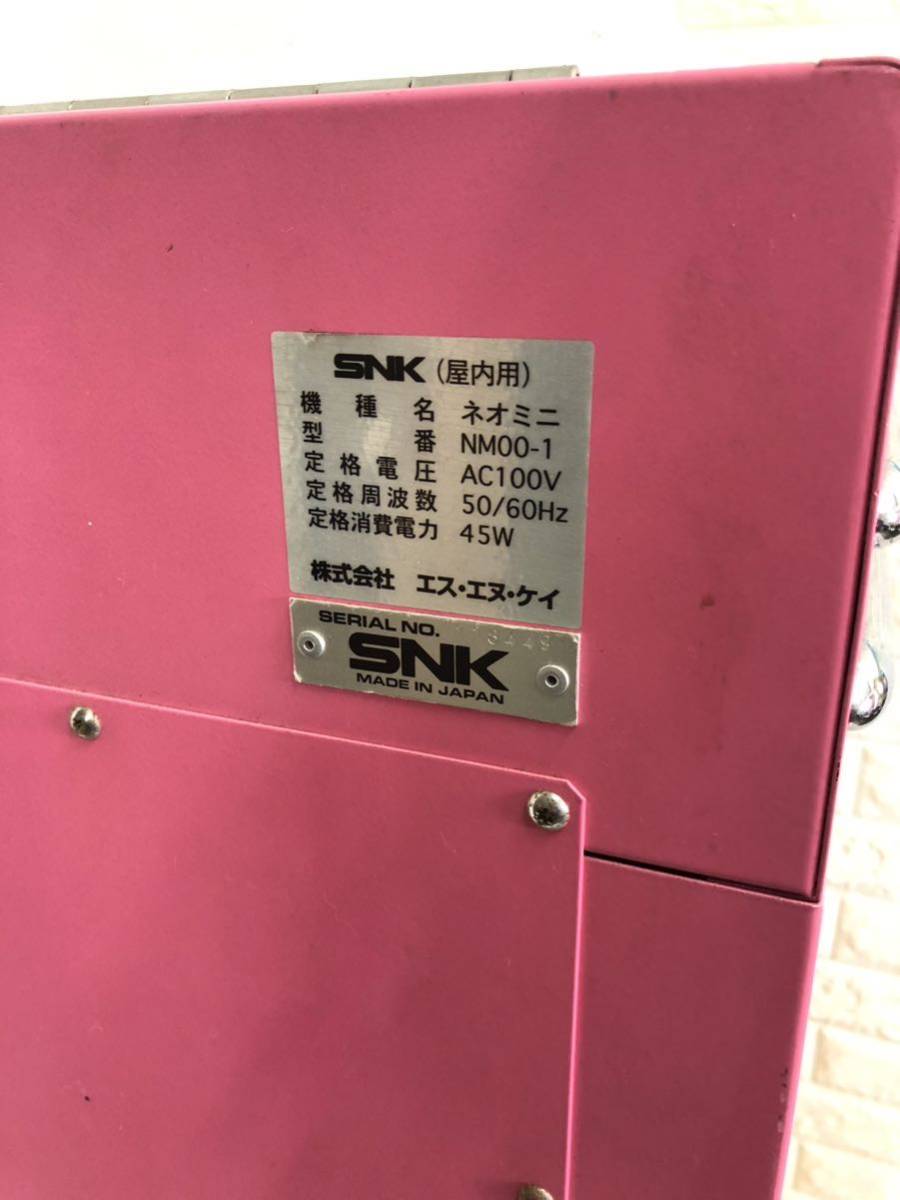 SNK (屋内用)
機種名 ネオミニ
型番 NM00-1
定格電圧 AC100V
定格周波数 50/60Hz
定格消費電力 45W
株式会社 エス・エヌ・ケイ
SERIAL NO.
SNK
MADE IN JAPAN